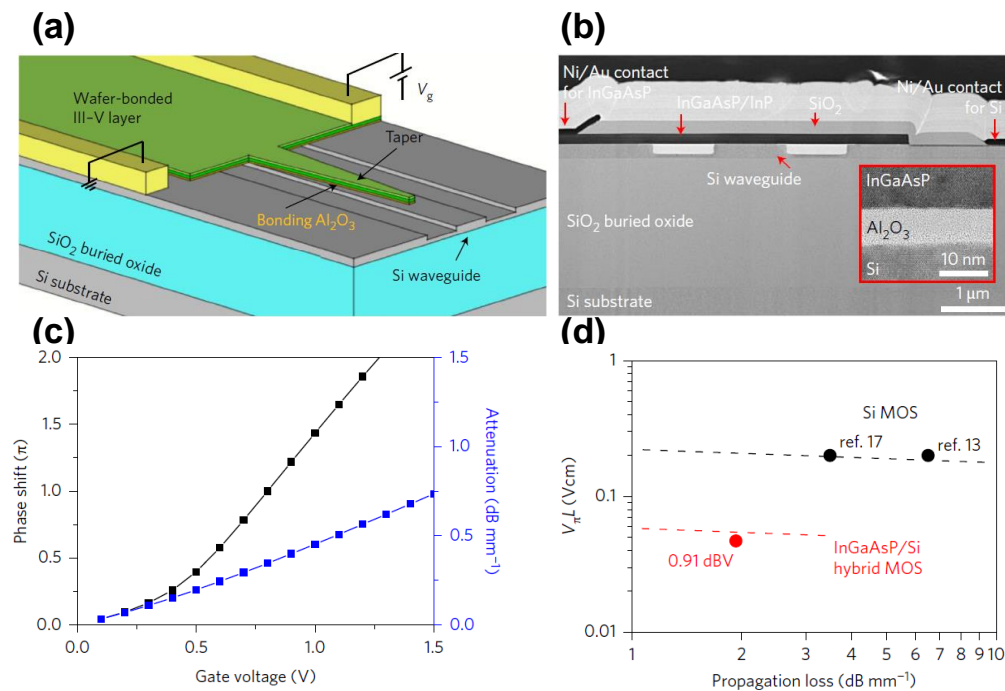 (a)
Wafer-bonded
III–V layer
V_g
Taper
Bonding Al₂O₃
SiO₂ buried oxide
Si waveguide
Si substrate
(b)
Ni/Au contact
for InGaAsP
InGaAsP/InP
SiO₂
Ni/Au contact
for Si
Si waveguide
SiO₂ buried oxide
Si substrate
InGaAsP
Al₂O₃
Si
10 nm
1 μm
(c)
2.0
1.5
1.0
0.5
0.0
Phase shift (π)
1.5
1.0
0.5
0.0
Attenuation (dB mm⁻¹)
0.0
0.5
1.0
1.5
Gate voltage (V)
(d)
1
0.1
0.01
V_πL (Vcm)
Si MOS
ref. 17
ref. 13
0.91 dBV
InGaAsP/Si
hybrid MOS
1
2
3
4
5
6
7
8
9
10
Propagation loss (dB mm⁻¹)